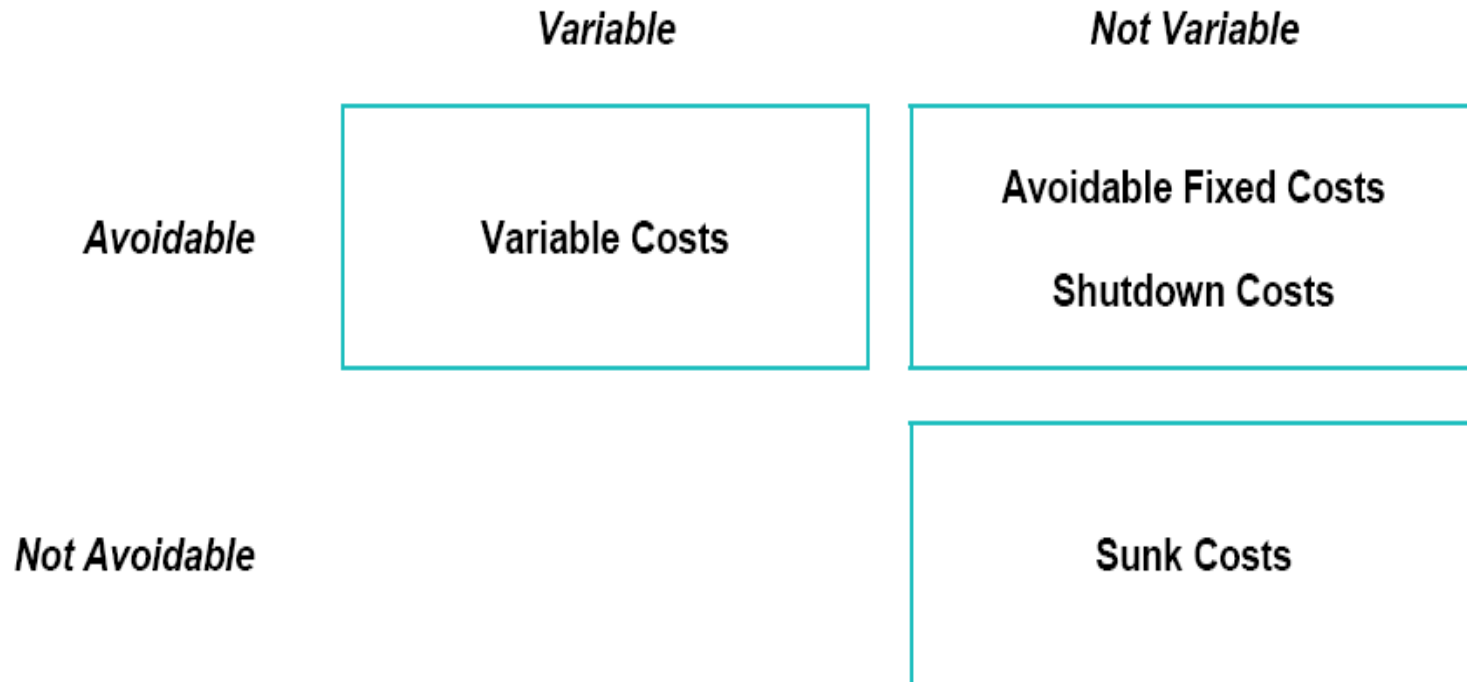 Variable
Not Variable
Avoidable
Variable Costs
Avoidable Fixed Costs
Shutdown Costs
Not Avoidable
Sunk Costs